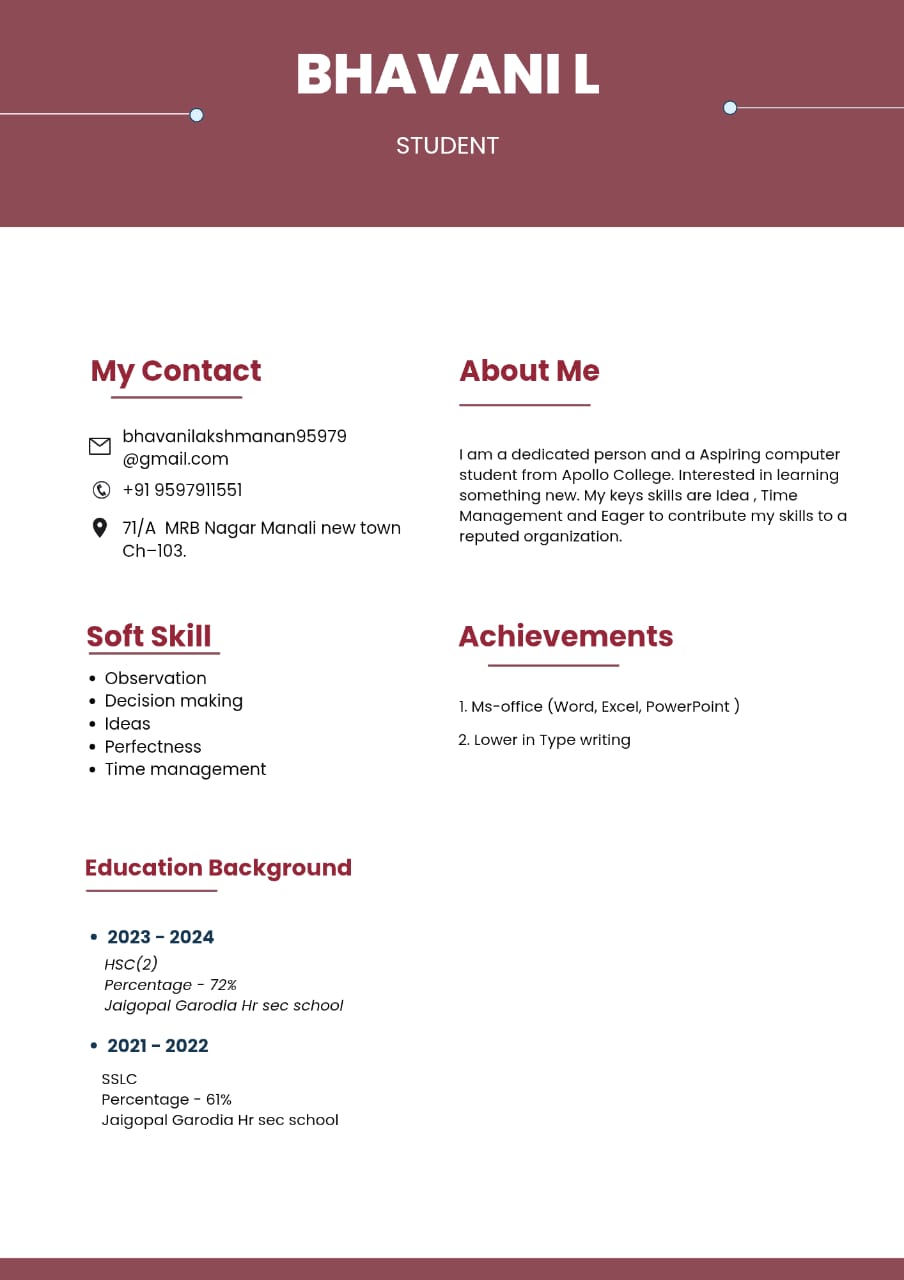 BHAVANI L
STUDENT
My Contact
bhavanilakshmanan95979
@gmail.com
+91 9597911551
71/A  MRB Nagar Manali new town
Ch–103.
About Me
I am a dedicated person and a Aspiring computer
student from Apollo College. Interested in learning
something new. My keys skills are Idea , Time
Management and Eager to contribute my skills to a
reputed organization.
Soft Skill
• Observation
• Decision making
• Ideas
• Perfectness
• Time management
Achievements
1. Ms-office (Word, Excel, PowerPoint )
2. Lower in Type writing
Education Background
• 2023 – 2024
HSC(2)
Percentage - 72%
Jaigopal Garodia Hr sec school
• 2021 – 2022
SSLC
Percentage - 61%
Jaigopal Garodia Hr sec school